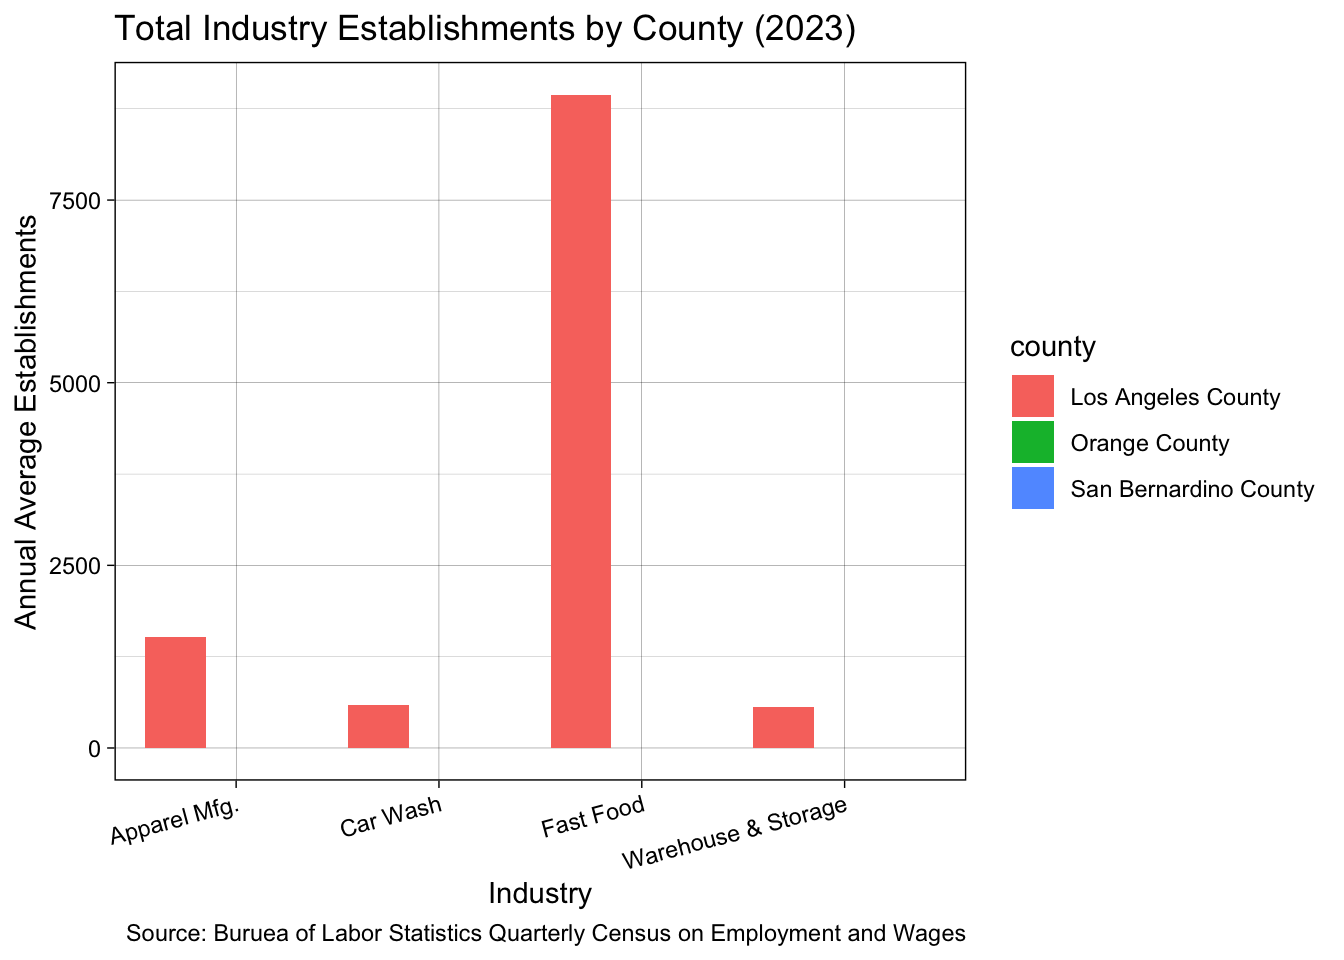 Total Industry Establishments by County (2023)
Annual Average Establishments
7500
5000
2500
0
Apparel Mfg.
Car Wash
Fast Food
Warehouse & Storage
Industry
county
Los Angeles County
Orange County
San Bernardino County
Source: Buruea of Labor Statistics Quarterly Census on Employment and Wages